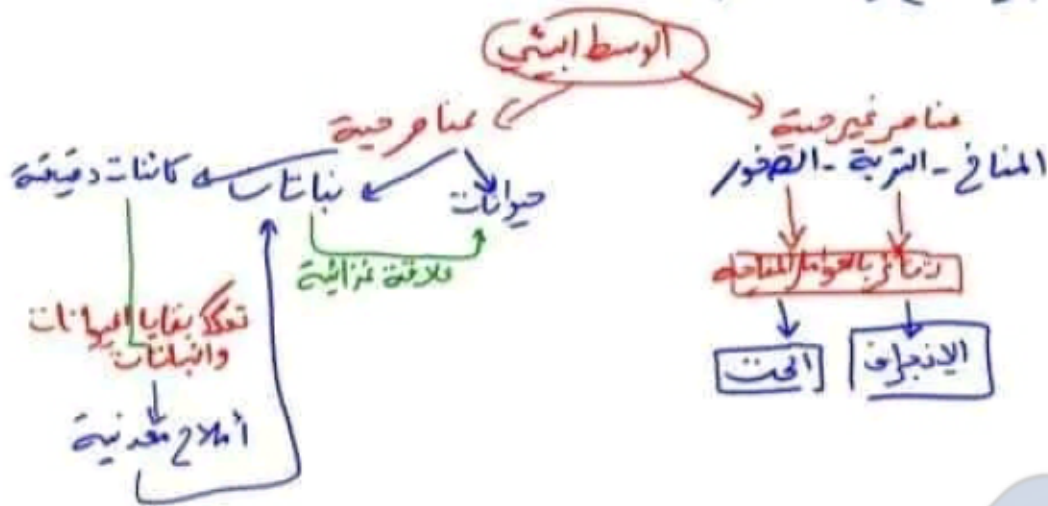 الوسط البيئي
عناصر غير حية
المناخ - التربة - الصخور
تتأثر بالعوامل المناخية
الانجراف
الحت
عناصر حية
حيوانات
نباتات
كائنات دقيقة
علاقة غذائية
تفكك بقايا الحيوانات
والنباتات
أملاح معدنية